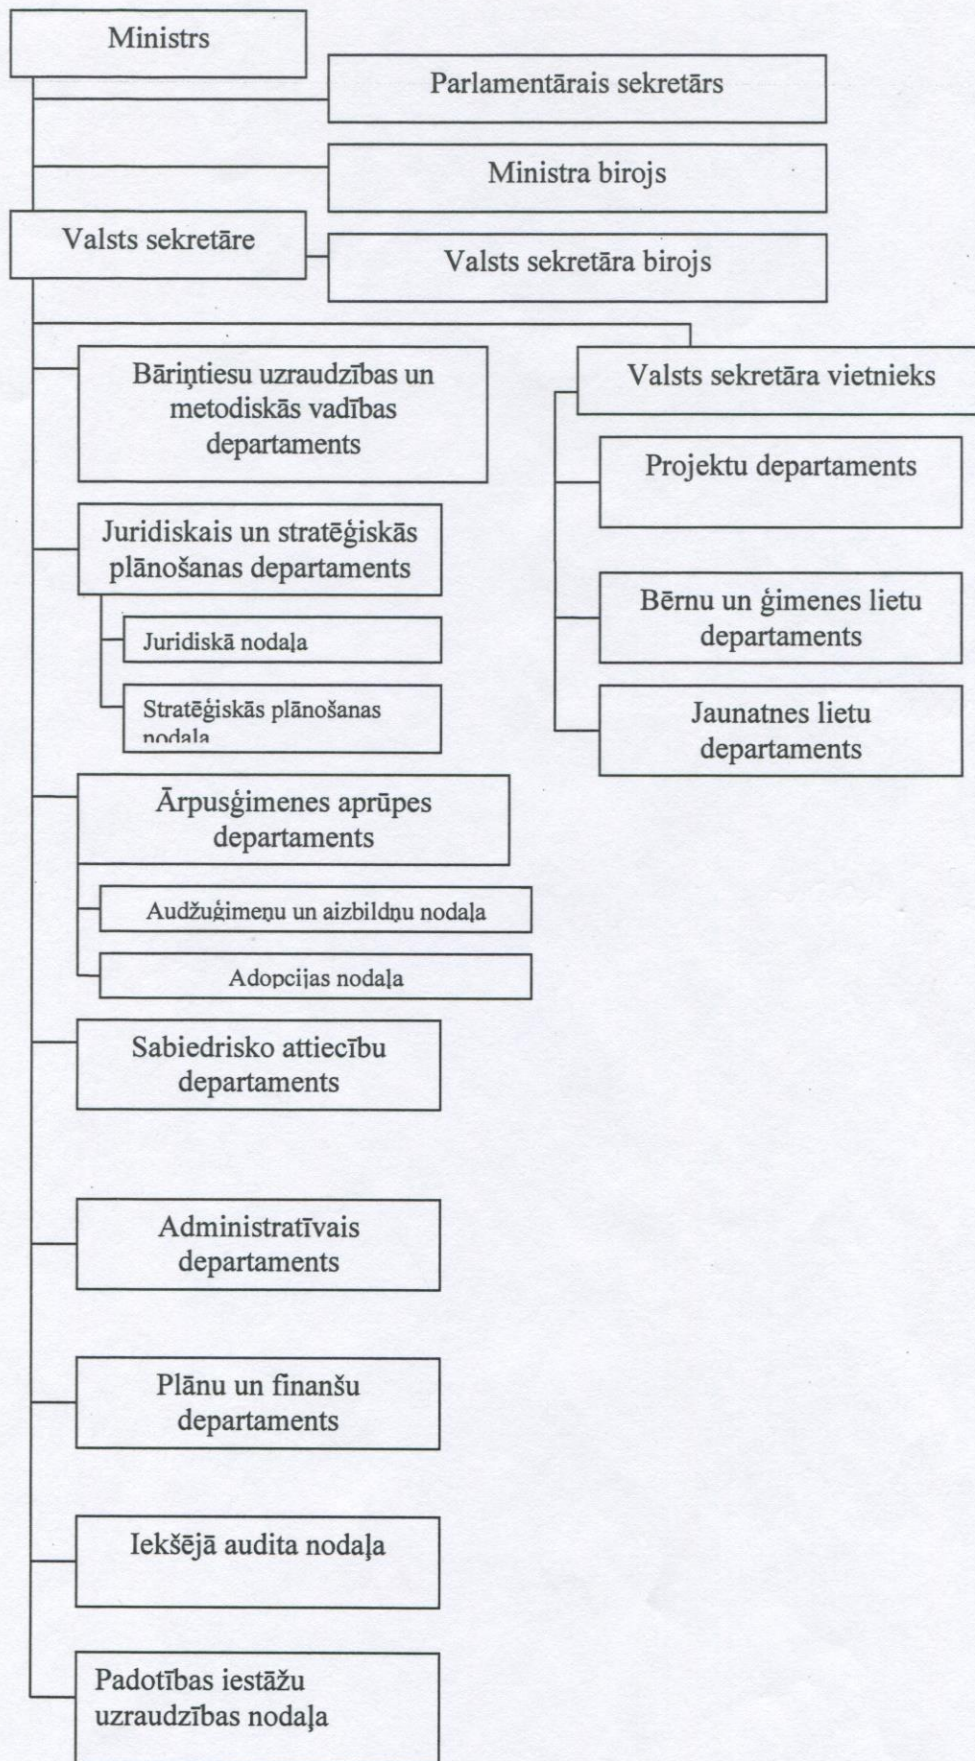 Ministrs
Parlamentārais sekretārs
Ministra birojs
Valsts sekretāre
Valsts sekretāra birojs
Bāriņtiesu uzraudzības un
metodiskās vadības
departaments
Valsts sekretāra vietnieks
Projektu departaments
Juridiskais un stratēģiskās
plānošanas departaments
Bērnu un ģimenes lietu
departaments
Juridiskā nodaļa
Stratēģiskās plānošanas
nodaļa
Jaunatnes lietu
departaments
Ārpusģimenes aprūpes
departaments
Audžuģimeņu un aizbildņu nodaļa
Adopcijas nodaļa
Sabiedrisko attiecību
departaments
Administratīvais
departaments
Plānu un finanšu
departaments
Iekšējā audita nodaļa
Padotības iestāžu
uzraudzības nodaļa